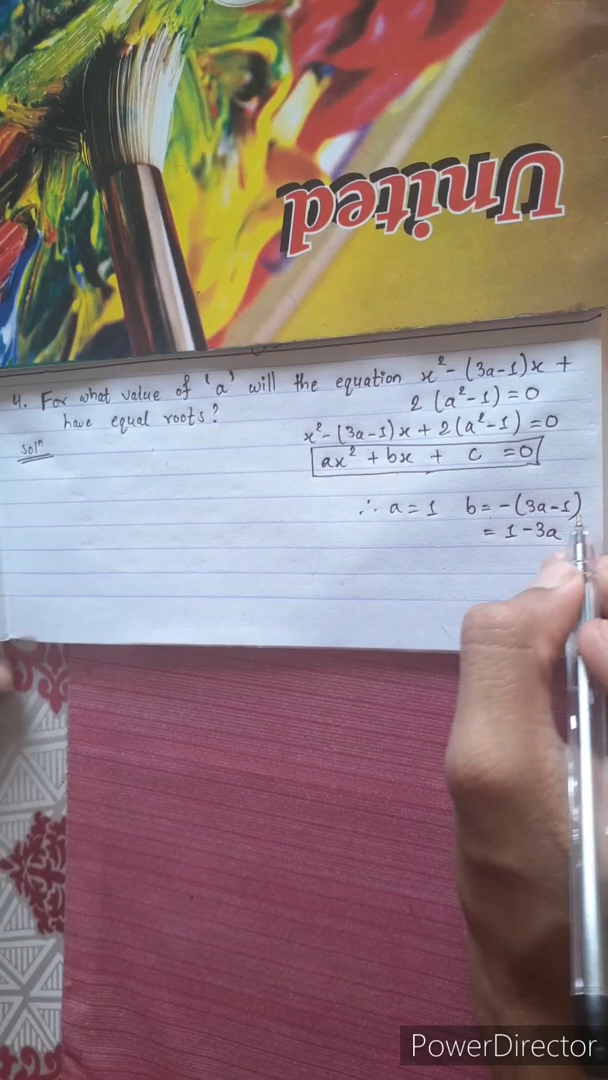 United
4. For what value of 'a' will the equation x² - (3a-1)x +
2(a²-1) = 0
have equal roots?
Solⁿ
x² - (3a-1)x + 2(a²-1) = 0
ax² + bx + c = 0
∴ a = 1 b = -(3a-1)
= 1 - 3a
PowerDirector